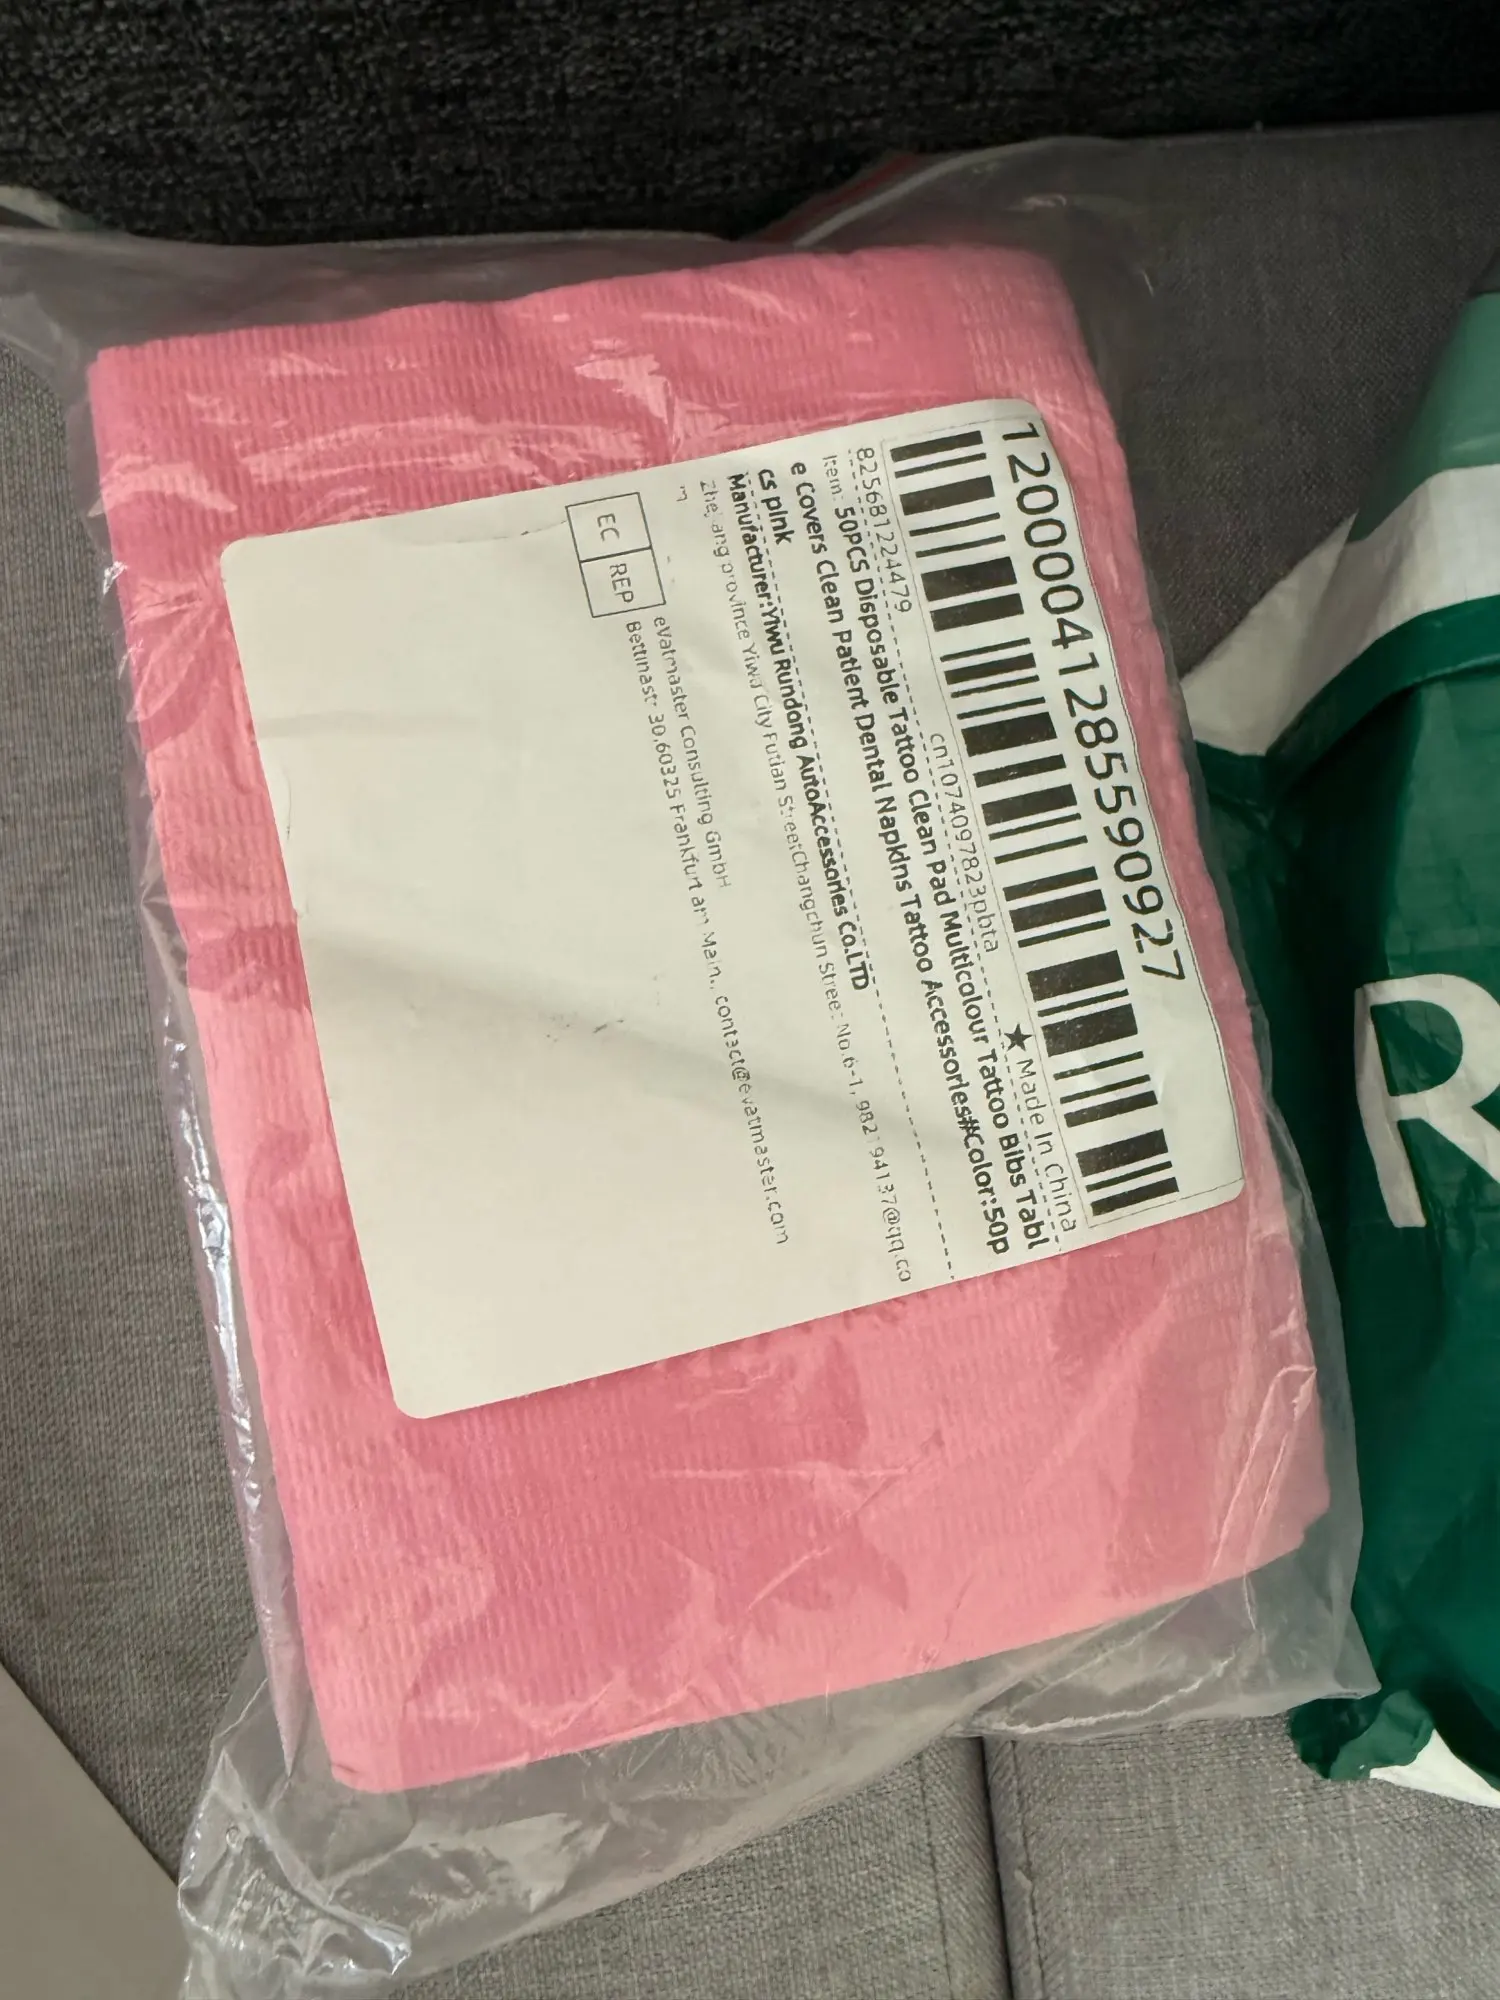 12000041285590927
825681224479
cn1074097823pbta
★ Made In China
Item: 50PCS Disposable Tattoo Clean Pad Multicolour Tattoo Bibs Tabl
e Covers Clean Patient Dental Napkins Tattoo Accessories#Color:50p
cs pink
Manufacturer:Yiwu Rundong AutoAccessories Co.LTD
zhejiang province Yiwu City Futian StreetChangchun Street No.6-1, 982194137@qq.co
m
EC REP
eVatmaster Consulting GmbH
Bettinastr. 30,60325 Frankfurt am Main., contact@evatmaster.com
R